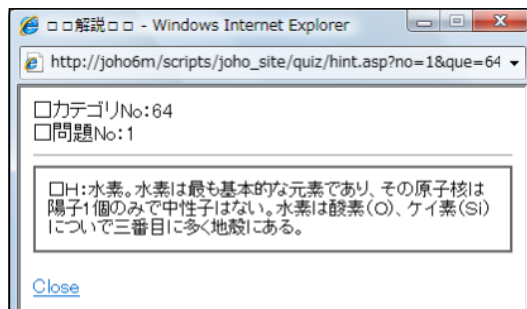 □□解説□□ - Windows Internet Explorer
http://joho6m/scripts/joho_site/quiz/hint.asp?no=1&que=64
□カテゴリNo:64
□問題No:1
□H:水素。水素は最も基本的な元素であり、その原子核は
陽子1個のみで中性子はない。水素は酸素(O)、ケイ素(Si)
についで三番目に多く地殻にある。
Close